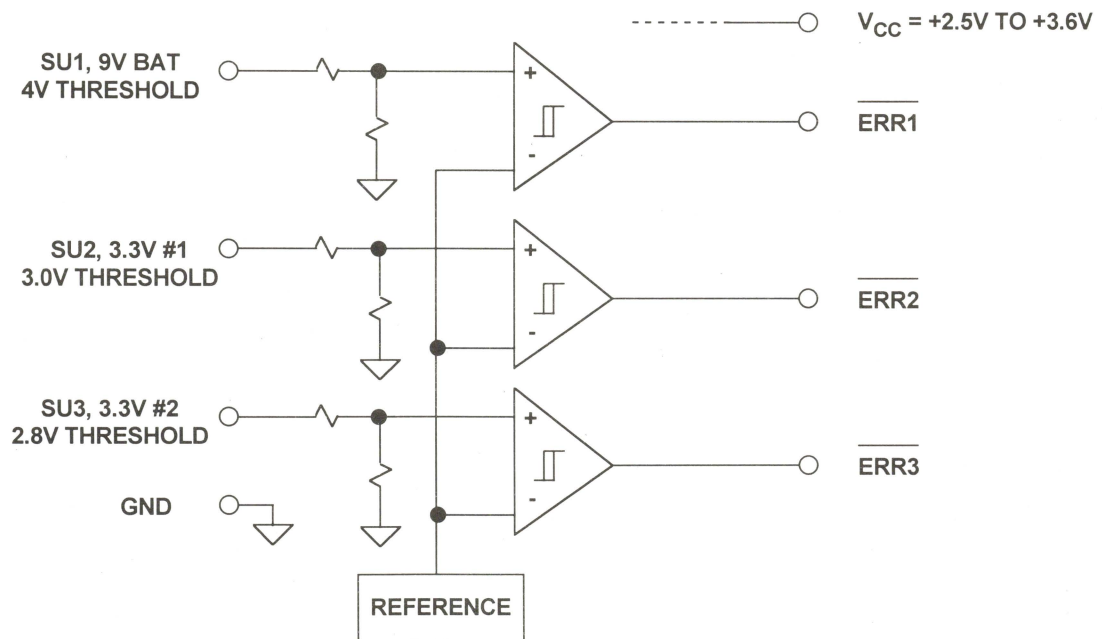 V_CC = +2.5V TO +3.6V
SU1, 9V BAT
4V THRESHOLD
+
-
ERR1
SU2, 3.3V #1
3.0V THRESHOLD
+
-
ERR2
SU3, 3.3V #2
2.8V THRESHOLD
+
-
ERR3
GND
REFERENCE